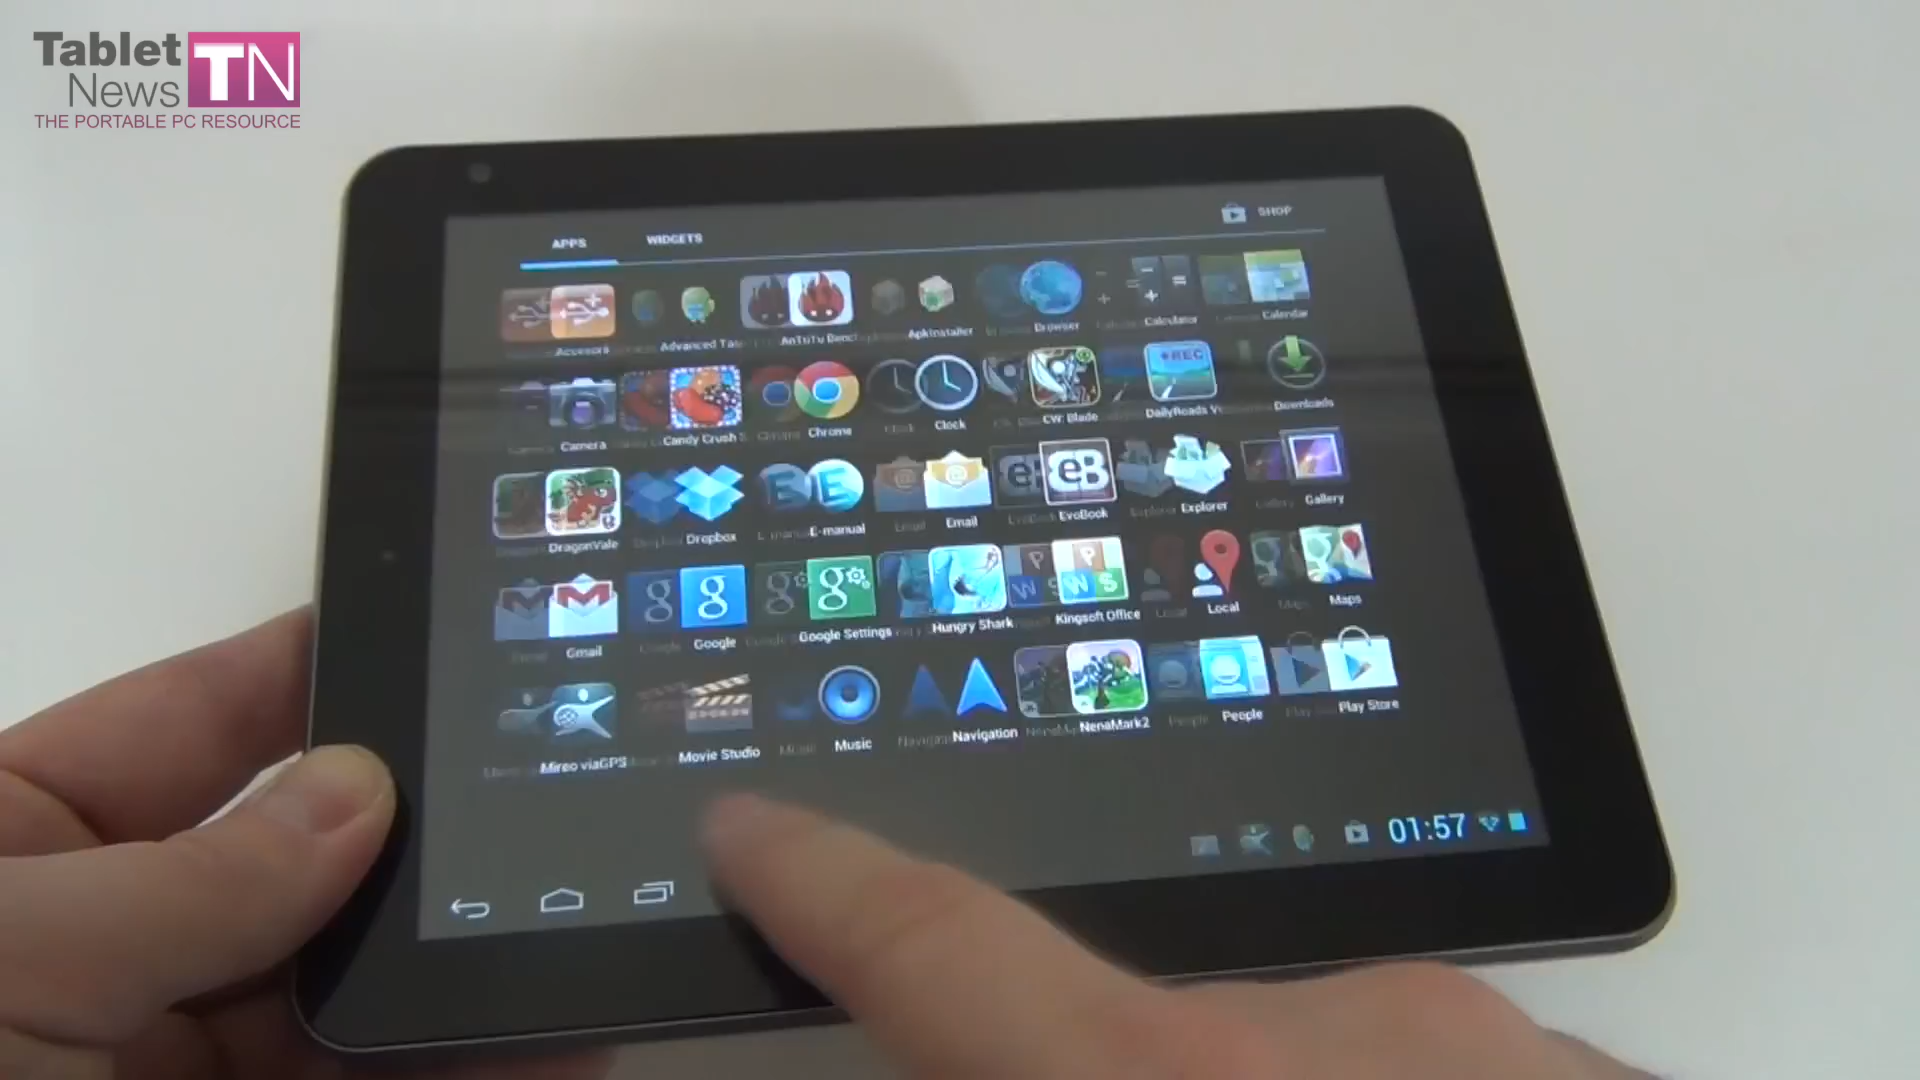 Tablet
News TN
THE PORTABLE PC RESOURCE
APPS WIDGETS SHOP
Accesorii Advanced Tas AnTuTu Benc ApkInstaller Browser Calculator Calendar
Camera Candy Crush S Chrome Clock CW: Blade DailyRoads V Downloads
DragonVale Dropbox E-manual Email EvoBook Explorer Gallery
Gmail Google Google Settings Hungry Shark Kingsoft Office Local Maps
Mireo viaGPS Movie Studio Music Navigation NenaMark2 People Play Store
01:57